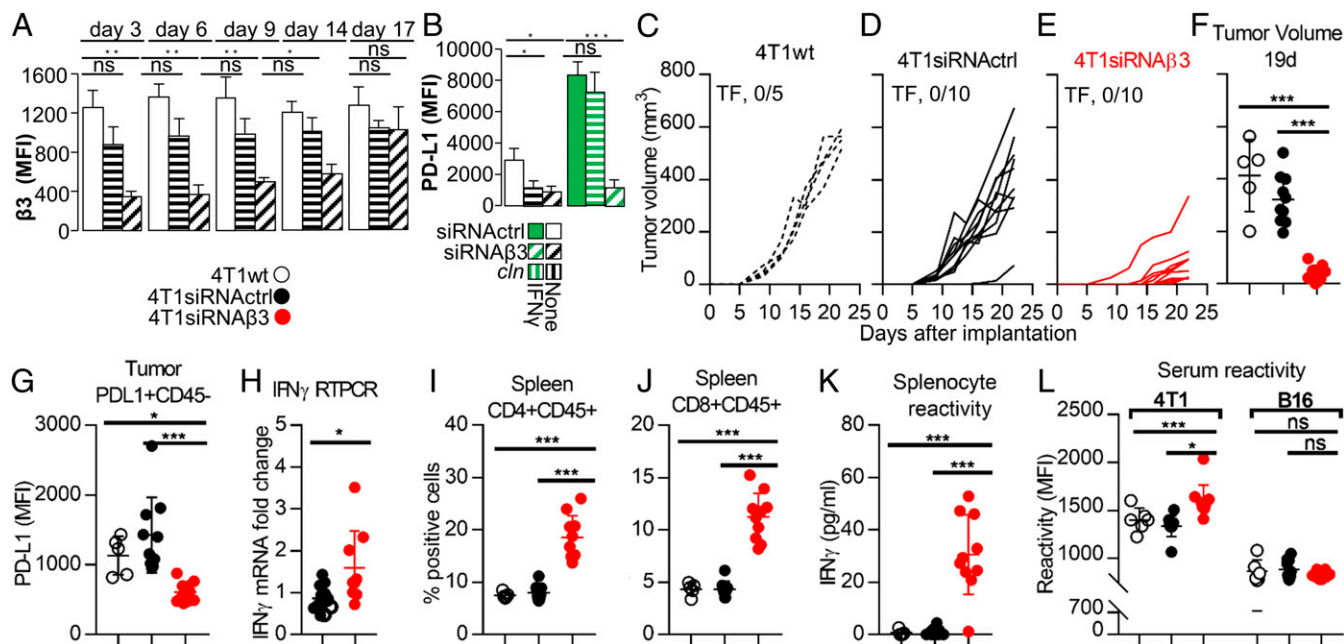 A
day 3 day 6 day 9 day 14 day 17
** ** ** * ns
ns ns ns ns ns
1600
1200
800
400
0
β3 (MFI)
4T1wt
4T1siRNActrl
4T1siRNAβ3
B
* ***
* ns
10000
8000
6000
4000
2000
0
PD-L1 (MFI)
siRNActrl
siRNAβ3
cln
IFNγ
None
C
4T1wt
TF, 0/5
800
600
400
200
0
Tumor volume (mm3)
0 5 10 15 20 25
D
4T1siRNActrl
TF, 0/10
0 5 10 15 20 25
Days after implantation
E
4T1siRNAβ3
TF, 0/10
0 5 10 15 20 25
F
Tumor Volume
19d
***
***
G
Tumor
PDL1+CD45-
*
***
3000
2000
1000
0
PD-L1 (MFI)
H
IFNγ RTPCR
*
5
4
3
2
1
0
IFNγ mRNA fold change
I
Spleen
CD4+CD45+
***
***
40
30
20
10
0
% positive cells
J
Spleen
CD8+CD45+
***
***
20
15
10
5
0
K
Splenocyte
reactivity
***
***
80
60
40
20
0
IFNγ (pg/ml)
L
Serum reactivity
4T1 B16
*** ns
* ns
2500
2000
1500
1000
700
0
Reactivity (MFI)